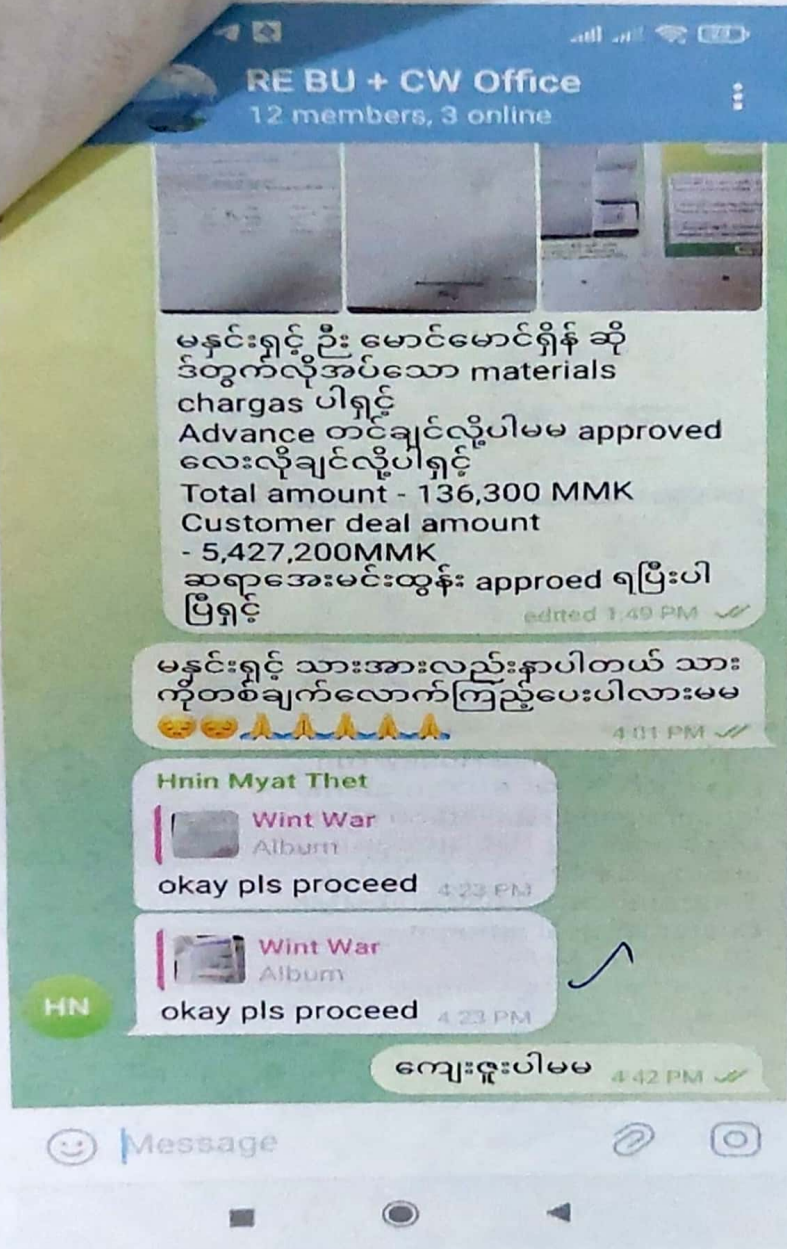 RE BU + CW Office
12 members, 3 online
မနှင်းရှင့် ဦး မောင်မောင်ရှိန် ဆို
ဒ်တွက်လိုအပ်သော materials
chargas ပါရှင့်
Advance တင်ချင်လို့ပါမမ approved
လေးလိုချင်လို့ပါရှင့်
Total amount - 136,300 MMK
Customer deal amount
- 5,427,200MMK
ဆရာအေးမင်းထွန်း approed ရပြီးပါ
ပြီရှင့်
edited 1:49 PM
မနှင်းရှင့် သားအားလည်းနာပါတယ် သား
ကိုတစ်ချက်လောက်ကြည့်ပေးပါလားမမ
😔😔🙏🙏🙏🙏🙏
4:01 PM
Hnin Myat Thet
Wint War
Album
okay pls proceed 4:23 PM
Wint War
Album
HN
okay pls proceed 4:23 PM
ကျေးဇူးပါမမ 4:42 PM
Message